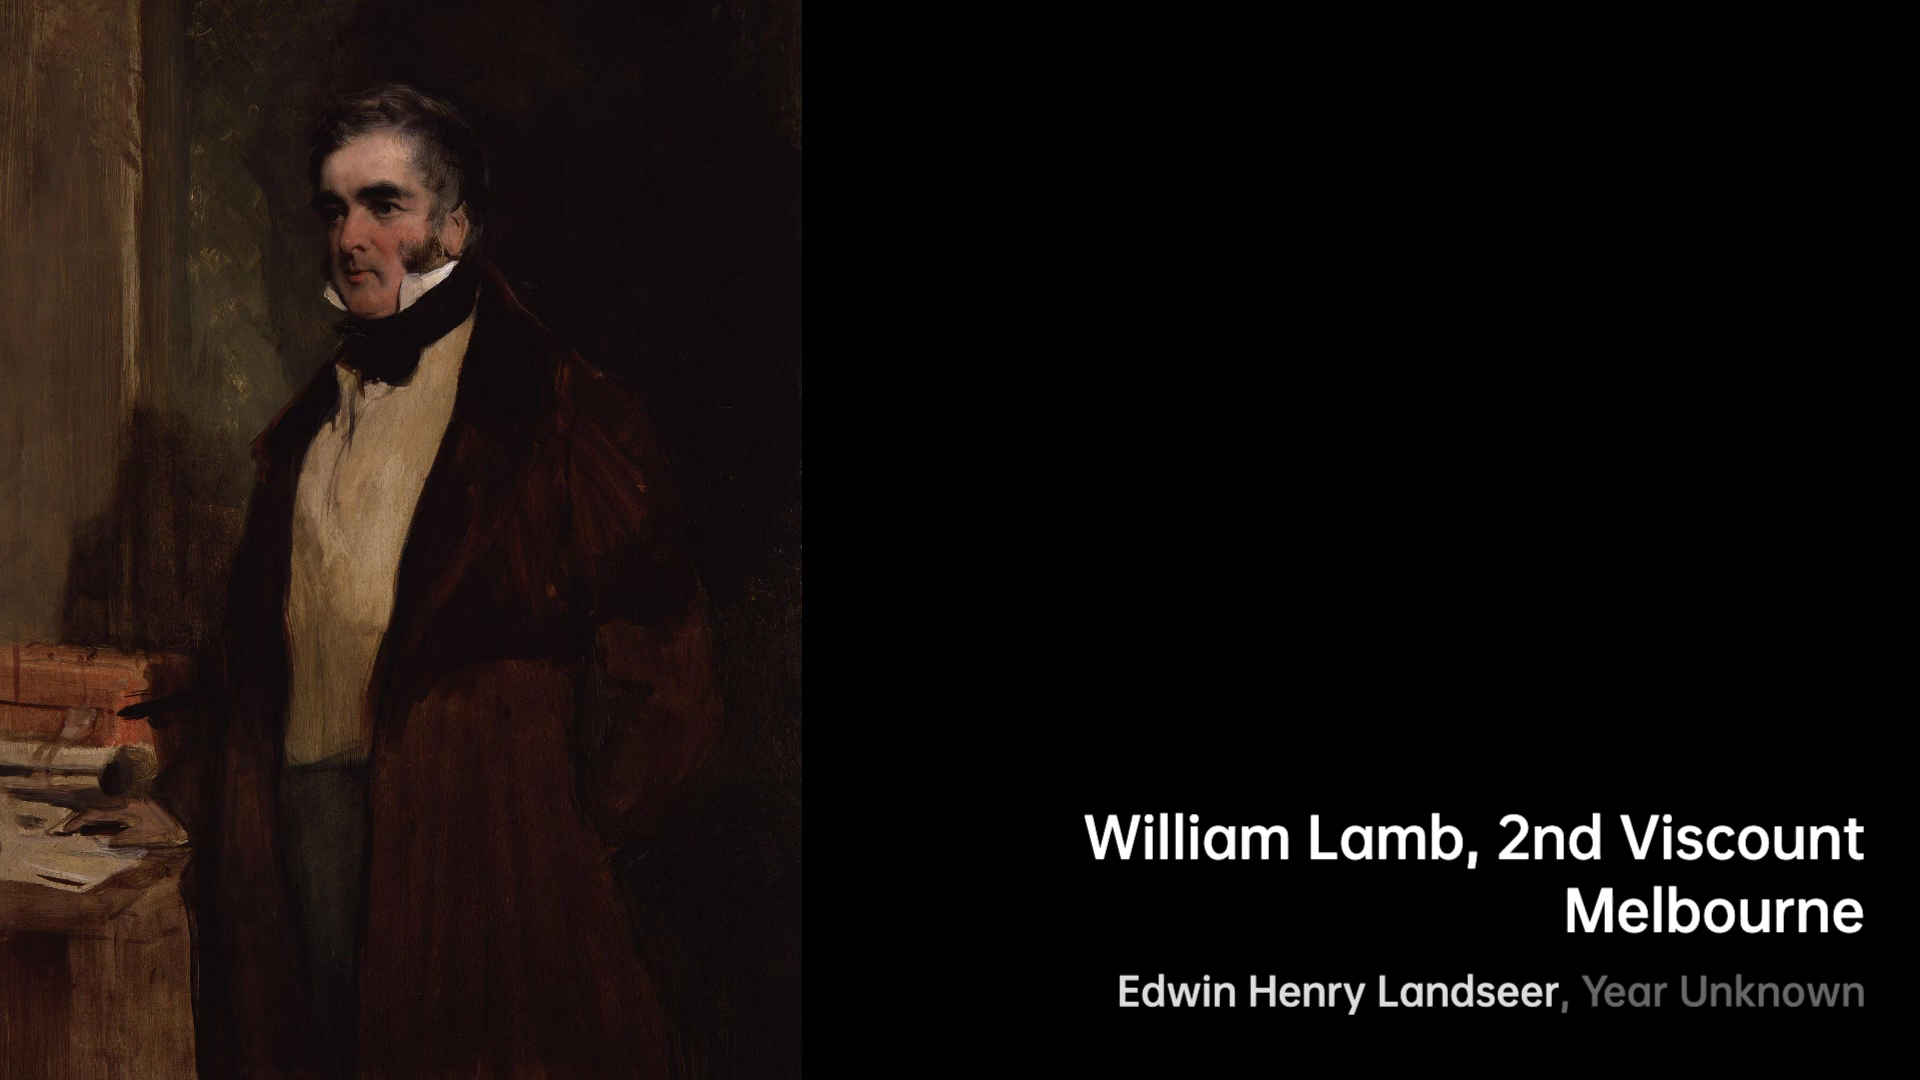 William Lamb, 2nd Viscount
Melbourne
Edwin Henry Landseer, Year Unknown